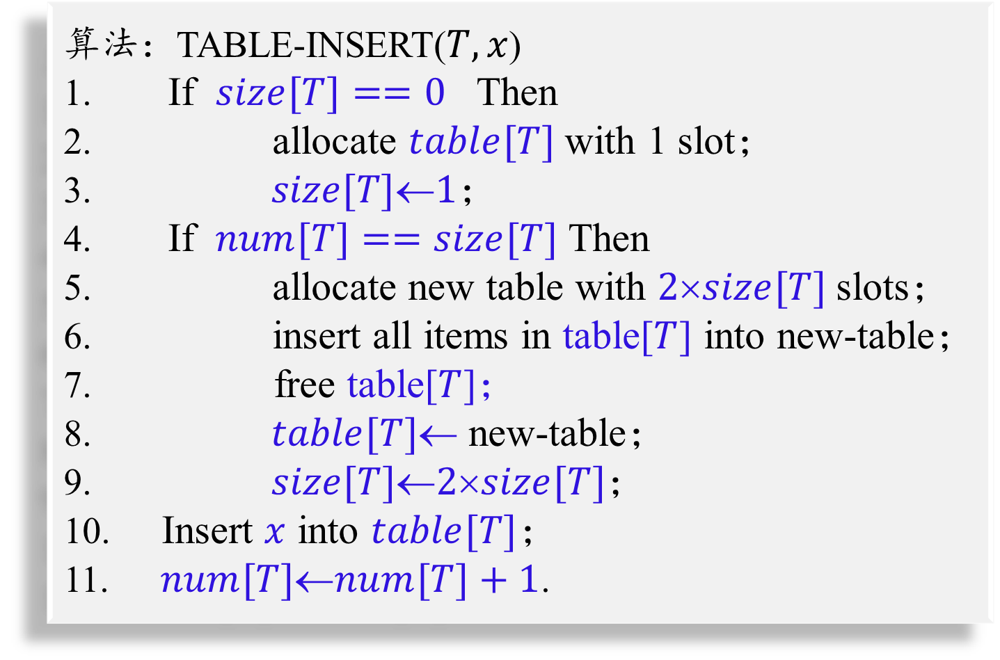 算法：TABLE-INSERT(T, x)
1. If size[T] == 0 Then
2. allocate table[T] with 1 slot；
3. size[T]←1；
4. If num[T] == size[T] Then
5. allocate new table with 2×size[T] slots；
6. insert all items in table[T] into new-table；
7. free table[T]；
8. table[T]← new-table；
9. size[T]←2×size[T]；
10. Insert x into table[T]；
11. num[T]←num[T] + 1.